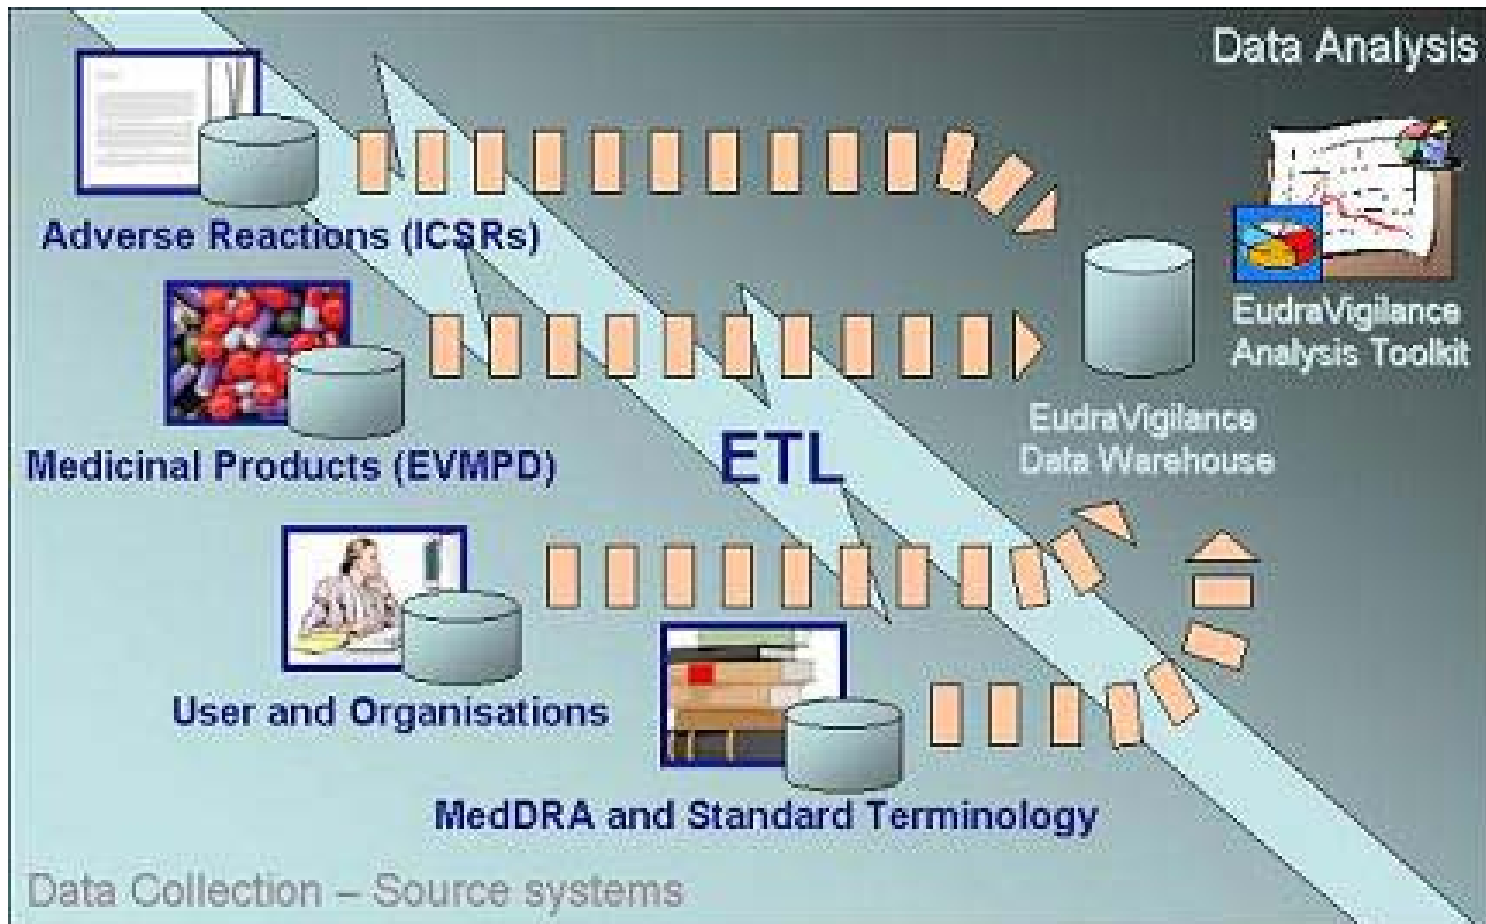 Data Analysis
Adverse Reactions (ICSRs)
EudraVigilance
Analysis Toolkit
EudraVigilance
Data Warehouse
Medicinal Products (EVMPD)
ETL
User and Organisations
MedDRA and Standard Terminology
Data Collection – Source systems